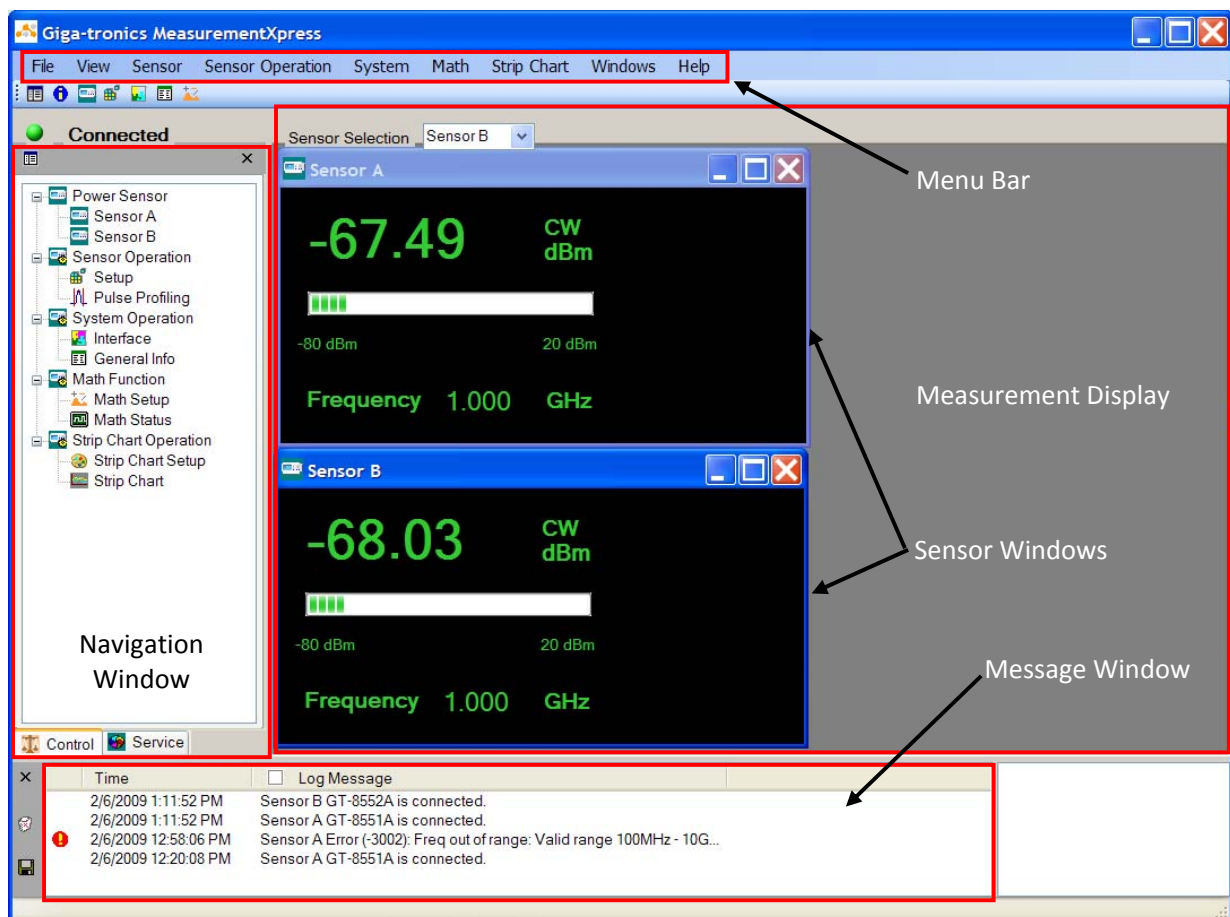 Giga-tronics MeasurementXpress
File View Sensor Sensor Operation System Math Strip Chart Windows Help
Connected
Sensor Selection Sensor B
Power Sensor
Sensor A
Sensor B
Sensor Operation
Setup
Pulse Profiling
System Operation
Interface
General Info
Math Function
Math Setup
Math Status
Strip Chart Operation
Strip Chart Setup
Strip Chart
Navigation
Window
Control Service
Sensor A
-67.49 CW
dBm
-80 dBm 20 dBm
Frequency 1.000 GHz
Sensor B
-68.03 CW
dBm
-80 dBm 20 dBm
Frequency 1.000 GHz
Menu Bar
Measurement Display
Sensor Windows
Message Window
Time Log Message
2/6/2009 1:11:52 PM Sensor B GT-8552A is connected.
2/6/2009 1:11:52 PM Sensor A GT-8551A is connected.
2/6/2009 12:58:06 PM Sensor A Error (-3002): Freq out of range: Valid range 100MHz - 10G...
2/6/2009 12:20:08 PM Sensor A GT-8551A is connected.